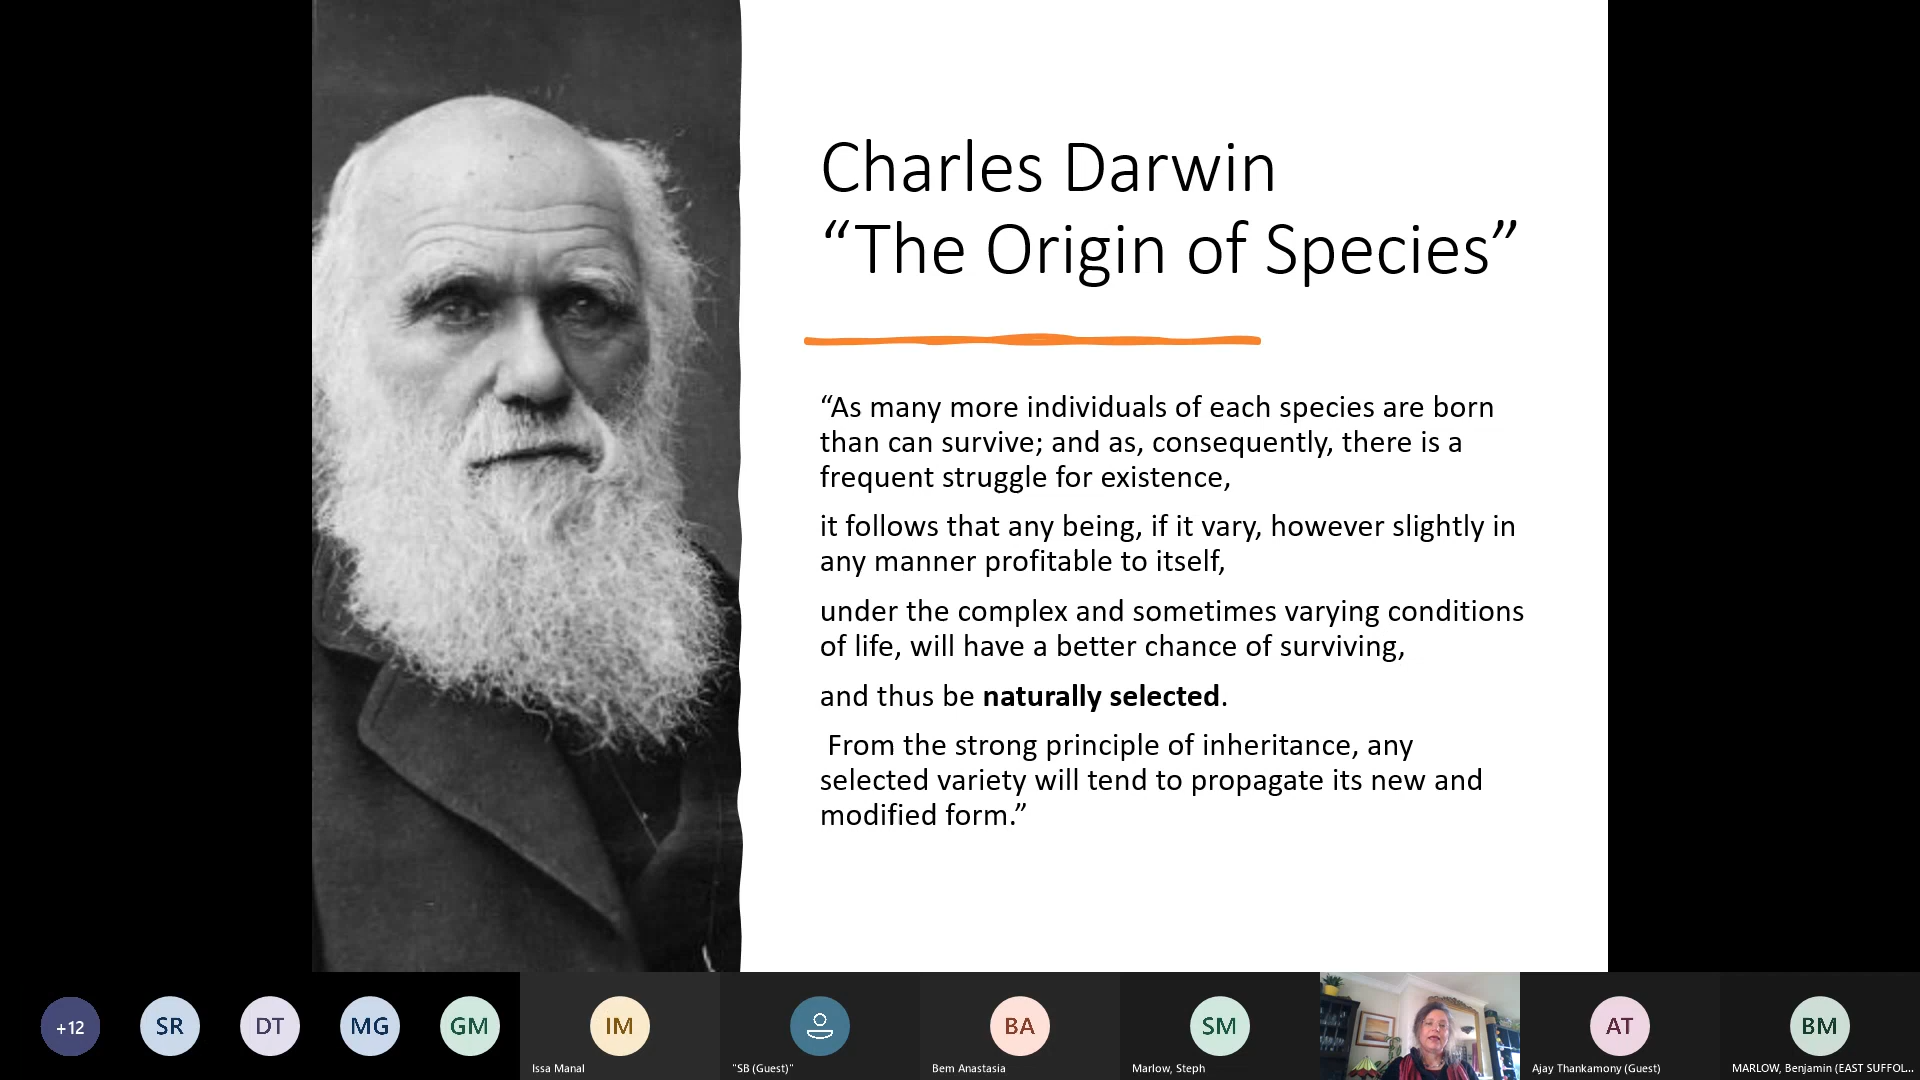 Charles Darwin
“The Origin of Species”
“As many more individuals of each species are born
than can survive; and as, consequently, there is a
frequent struggle for existence,
it follows that any being, if it vary, however slightly in
any manner profitable to itself,
under the complex and sometimes varying conditions
of life, will have a better chance of surviving,
and thus be naturally selected.
From the strong principle of inheritance, any
selected variety will tend to propagate its new and
modified form.”
+12
SR
DT
MG
GM
IM
BA
SM
AT
BM
Issa Manal
"SB (Guest)"
Bem Anastasia
Marlow, Steph
Ajay Thankamony (Guest)
MARLOW, Benjamin (EAST SUFFOL...